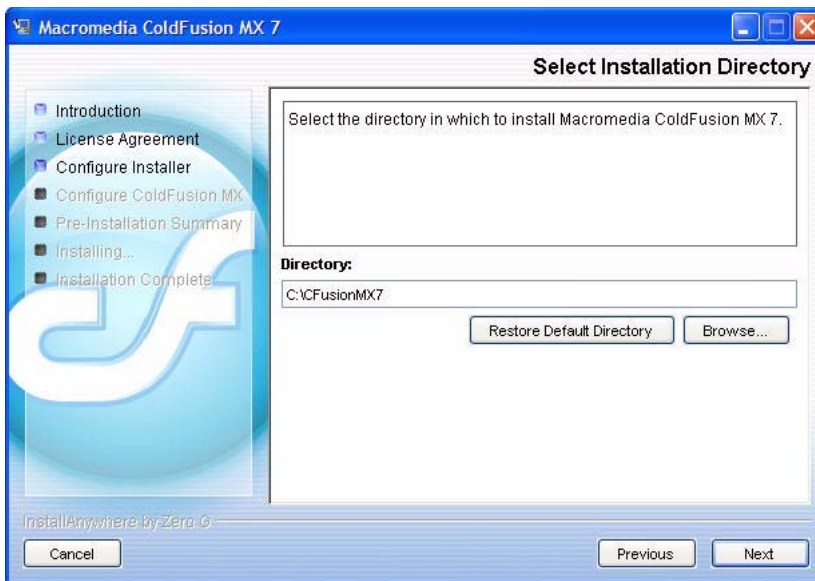 Macromedia ColdFusion MX 7
Select Installation Directory
Introduction
License Agreement
Configure Installer
Configure ColdFusion MX
Pre-Installation Summary
Installing...
Installation Complete
Select the directory in which to install Macromedia ColdFusion MX 7.
Directory:
C:\CFusionMX7
Restore Default Directory
Browse...
InstallAnywhere by Zero G
Cancel
Previous
Next